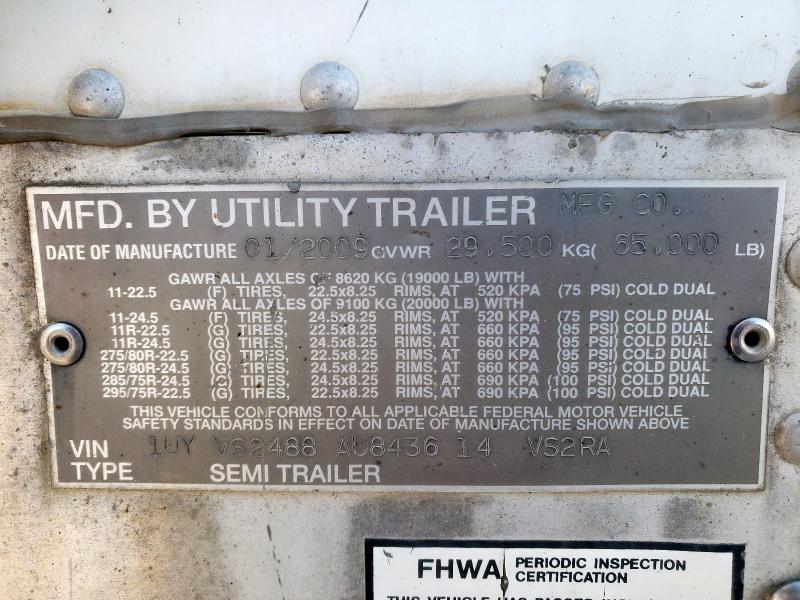 MFD. BY UTILITY TRAILER MFG CO.
DATE OF MANUFACTURE 01/2009 GVWR 29.500 KG( 65.000 LB)
GAWR ALL AXLES OF 8620 KG (19000 LB) WITH
11-22.5 (F) TIRES, 22.5x8.25 RIMS, AT 520 KPA (75 PSI) COLD DUAL
GAWR ALL AXLES OF 9100 KG (20000 LB) WITH
11-24.5 (F) TIRES, 24.5x8.25 RIMS, AT 520 KPA (75 PSI) COLD DUAL
11R-22.5 (G) TIRES, 22.5x8.25 RIMS, AT 660 KPA (95 PSI) COLD DUAL
11R-24.5 (G) TIRES, 24.5x8.25 RIMS, AT 660 KPA (95 PSI) COLD DUAL
275/80R-22.5 (G) TIRES, 22.5x8.25 RIMS, AT 660 KPA (95 PSI) COLD DUAL
275/80R-24.5 (G) TIRES, 24.5x8.25 RIMS, AT 660 KPA (95 PSI) COLD DUAL
285/75R-24.5 (G) TIRES, 24.5x8.25 RIMS, AT 690 KPA (100 PSI) COLD DUAL
295/75R-22.5 (G) TIRES, 22.5x8.25 RIMS, AT 690 KPA (100 PSI) COLD DUAL
THIS VEHICLE CONFORMS TO ALL APPLICABLE FEDERAL MOTOR VEHICLE
SAFETY STANDARDS IN EFFECT ON DATE OF MANUFACTURE SHOWN ABOVE
VIN 1UY VS2488 AU8436 14 VS2RA
TYPE SEMI TRAILER
FHWA PERIODIC INSPECTION
CERTIFICATION
THIS VEHICLE HAS PASSED